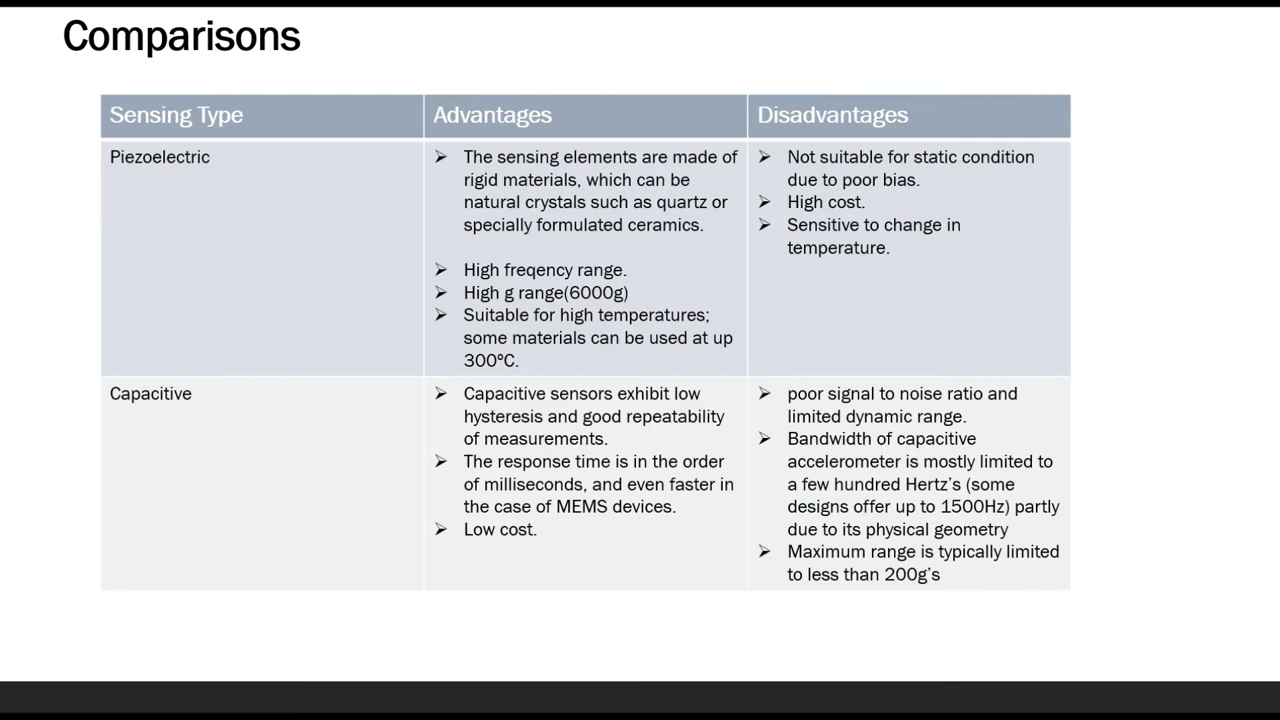 Comparisons
Sensing Type
Advantages
Disadvantages
Piezoelectric
➢ The sensing elements are made of
rigid materials, which can be
natural crystals such as quartz or
specially formulated ceramics.
➢ High freqency range.
➢ High g range(6000g)
➢ Suitable for high temperatures;
some materials can be used at up
300°C.
➢ Not suitable for static condition
due to poor bias.
➢ High cost.
➢ Sensitive to change in
temperature.
Capacitive
➢ Capacitive sensors exhibit low
hysteresis and good repeatability
of measurements.
➢ The response time is in the order
of milliseconds, and even faster in
the case of MEMS devices.
➢ Low cost.
➢ poor signal to noise ratio and
limited dynamic range.
➢ Bandwidth of capacitive
accelerometer is mostly limited to
a few hundred Hertz’s (some
designs offer up to 1500Hz) partly
due to its physical geometry
➢ Maximum range is typically limited
to less than 200g’s